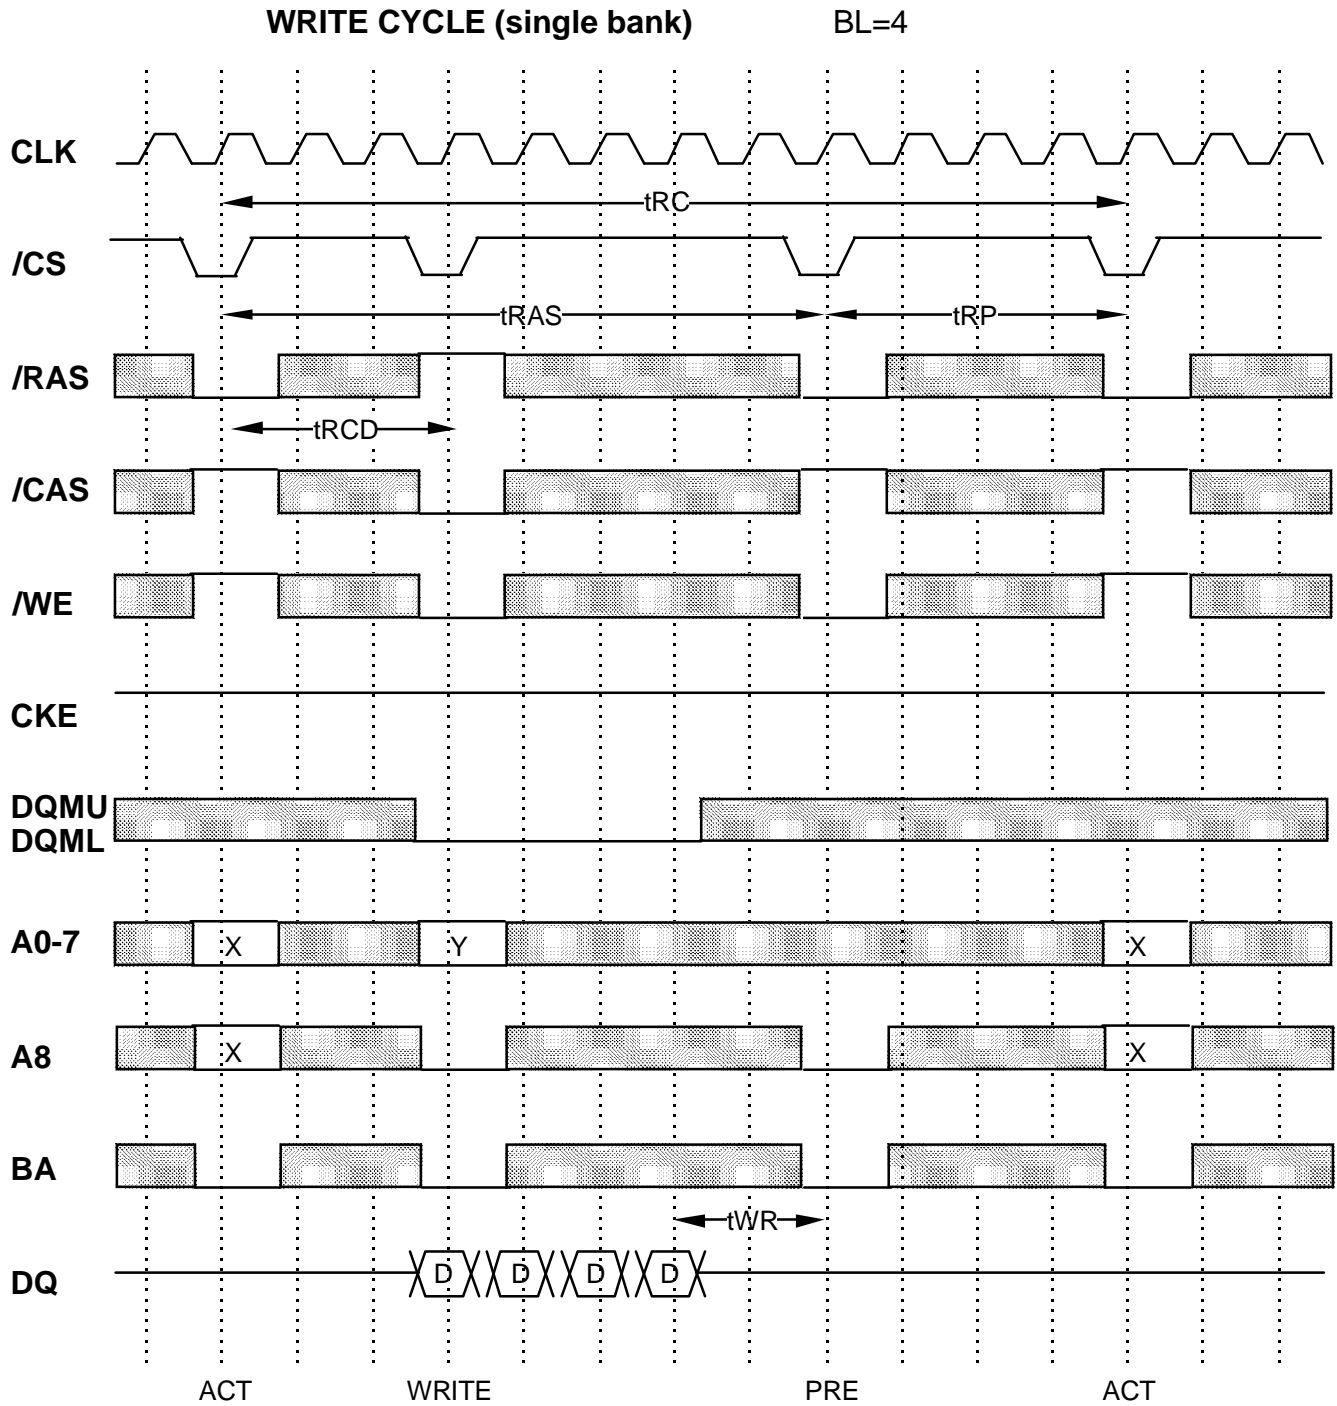 WRITE CYCLE (single bank) BL=4
CLK
tRC
/CS
tRAS tRP
/RAS
tRCD
/CAS
/WE
CKE
DQMU
DQML
A0-7 X Y X
A8 X X
BA
tWR
DQ D D D D
ACT WRITE PRE ACT